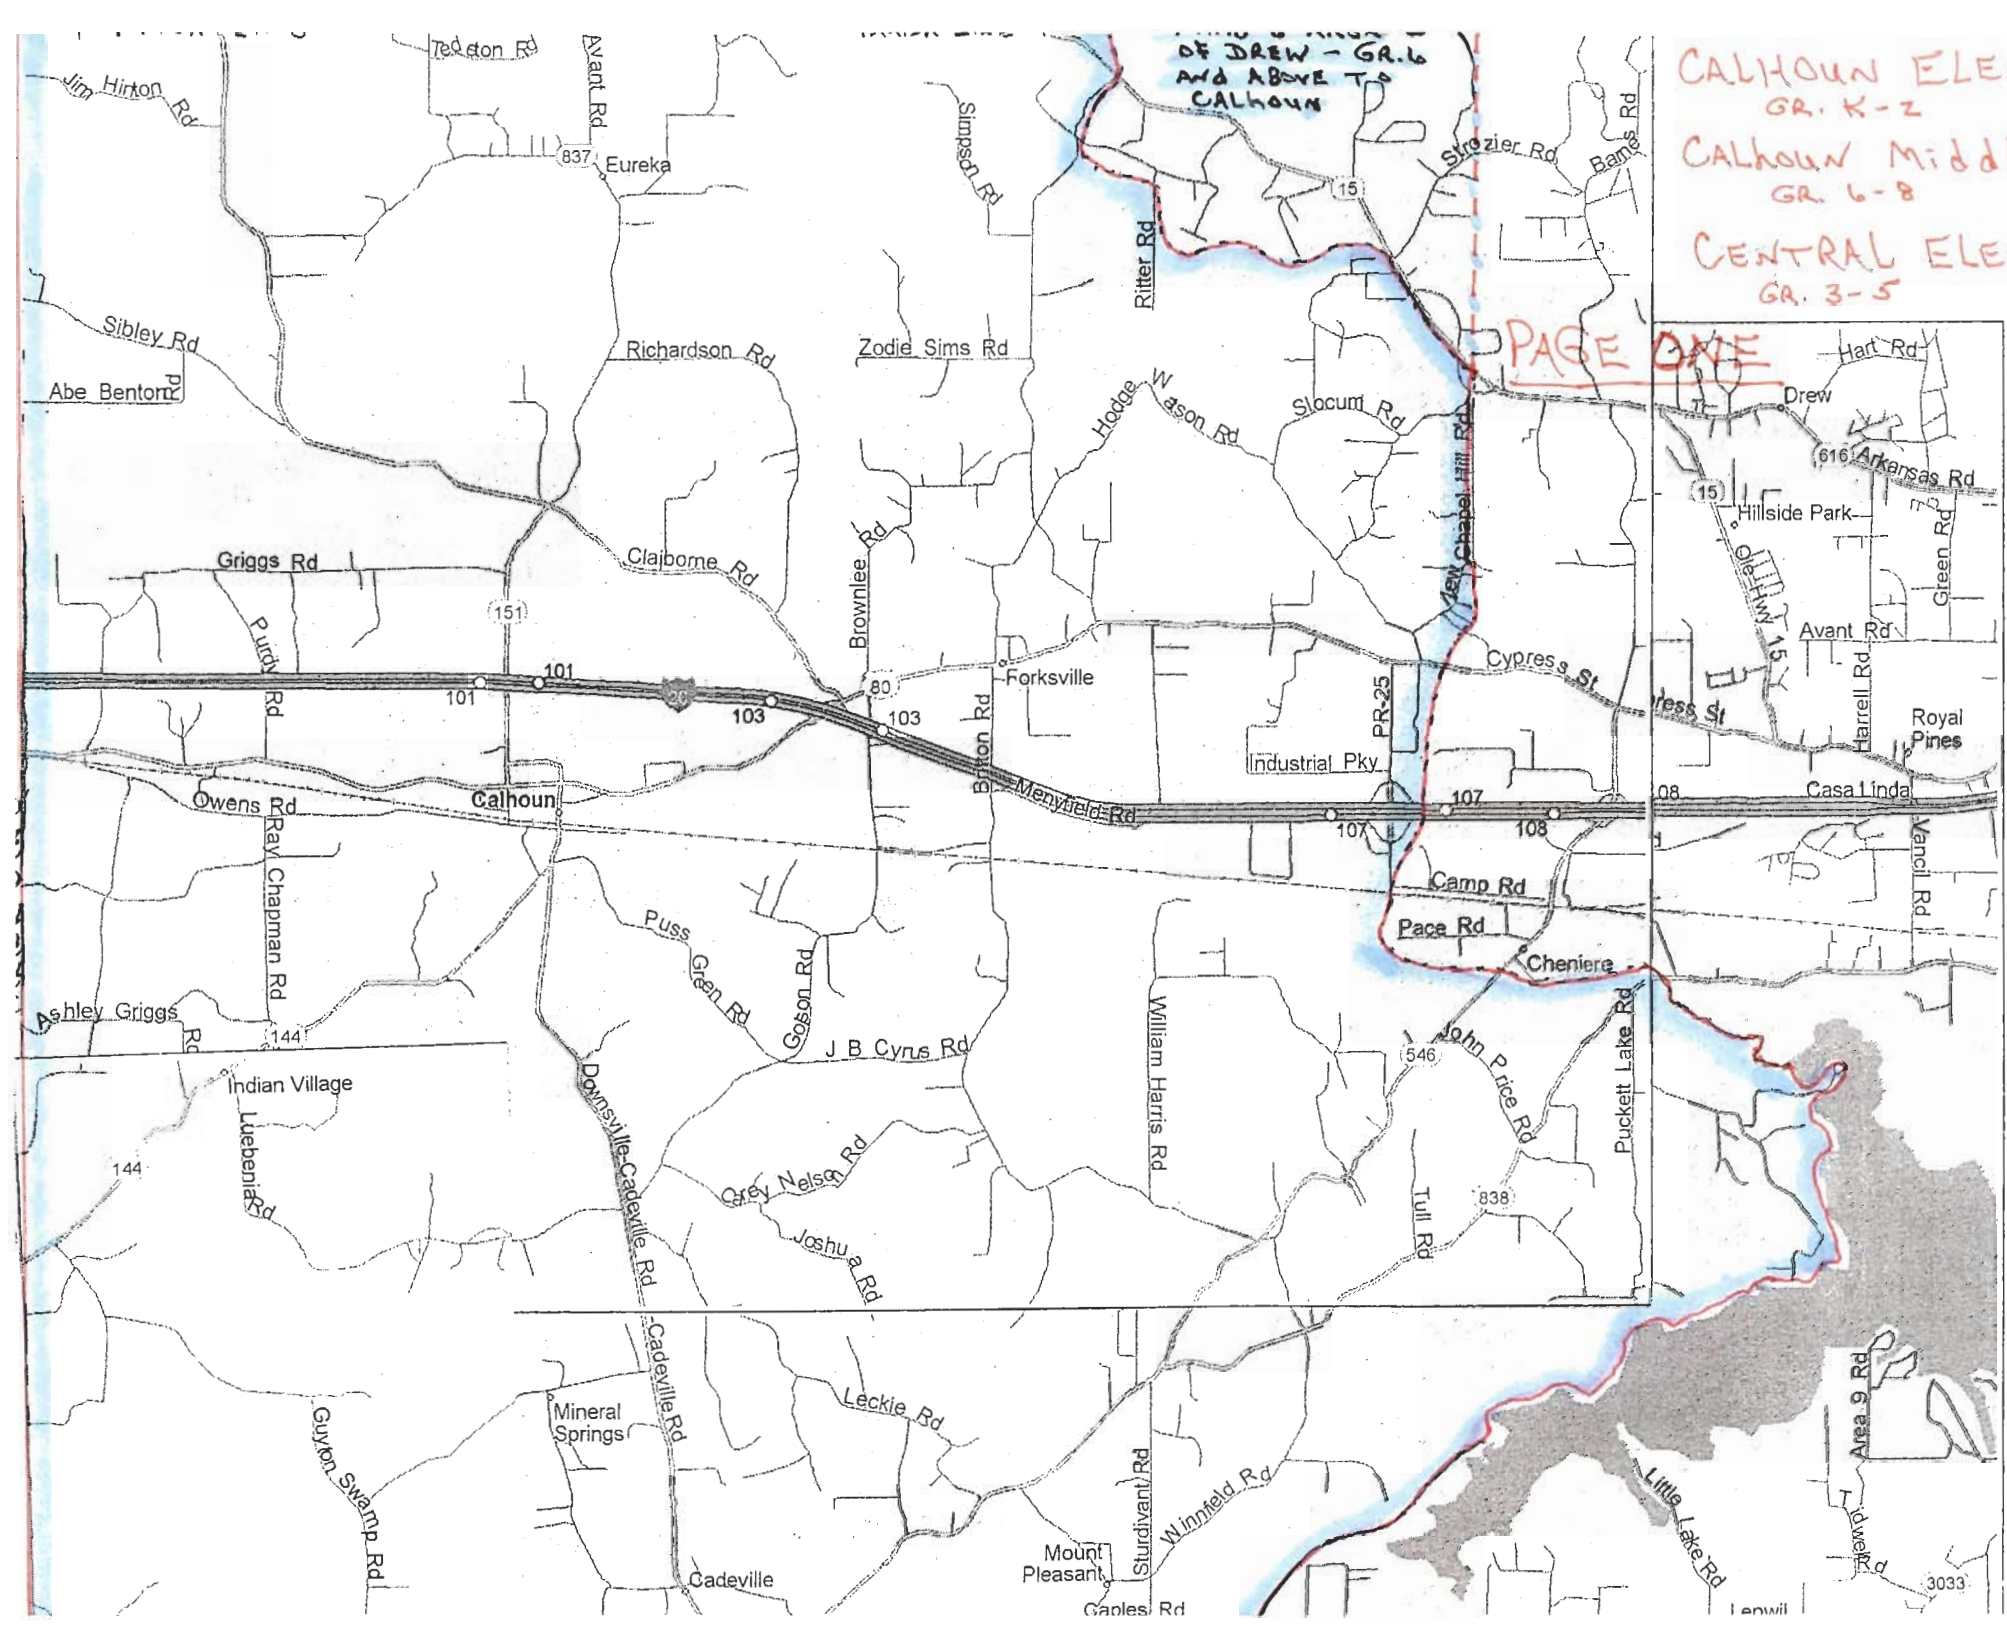 OF DREW - GR.6
AND ABOVE TO
CALHOUN
CALHOUN ELE
GR. K-2
CALHOUN Midd
GR. 6-8
CENTRAL ELE
GR. 3-5
PAGE ONE
Jim Hinton Rd
Avant Rd
837
Eureka
Simpson Rd
Strozier Rd
Barnes Rd
15
Ritter Rd
Sibley Rd
Abe Benton Rd
Richardson Rd
Zodie Sims Rd
Hodge Wason Rd
Slocum Rd
New Chapel Hill Rd
Hart Rd
Drew
616
Arkansas Rd
15
Hillside Park
Green Rd
Ole Hwy 15
Avant Rd
Harrell Rd
Royal
Pines
Griggs Rd
Purdy Rd
151
Claiborne Rd
Brownlee Rd
80
Forksville
Cypress St
ress St
101
101
20
103
103
Britton Rd
PR-25
Industrial Pky
107
107
108
08
Casa Linda
Owens Rd
Calhoun
Vancil Rd
Ray Chapman Rd
Camp Rd
Pace Rd
Cheniere
Puss Green Rd
Golson Rd
J B Cyrus Rd
William Harris Rd
Ashley Griggs Rd
144
Indian Village
Luebenia Rd
144
546
John Price Rd
Puckett Lake Rd
Downsville-Cadeville Rd
Corey Nelson Rd
Joshua Rd
Tull Rd
838
Cadeville Rd
Mineral
Springs
Leckie Rd
Guyton Swamp Rd
Sturdivant Rd
Winnfield Rd
Mount
Pleasant
Caples Rd
Cadeville
Area 9 Rd
Little Lake Rd
Tidwell Rd
3033